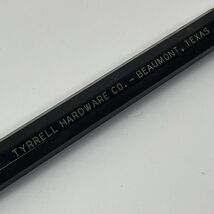 TYRRELL HARDWARE CO. – BEAUMONT, TEXAS